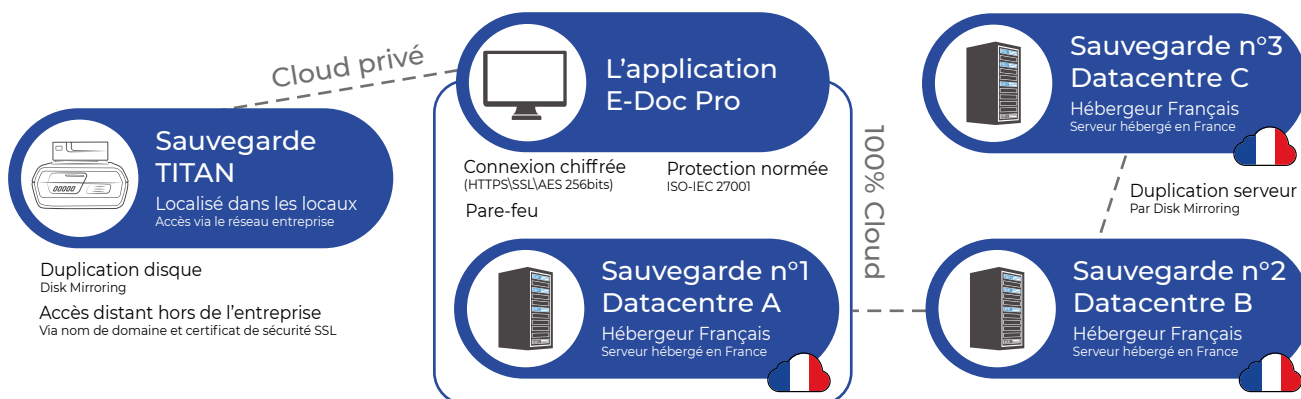 Cloud privé
Sauvegarde
TITAN
Localisé dans les locaux
Accès via le réseau entreprise
00000
Duplication disque
Disk Mirroring
Accès distant hors de l'entreprise
Via nom de domaine et certificat de sécurité SSL
L'application
E-Doc Pro
Connexion chiffrée
(HTTPS\SSL\AES 256bits)
Pare-feu
Protection normée
ISO-IEC 27001
Sauvegarde n°1
Datacentre A
Hébergeur Français
Serveur hébergé en France
100% Cloud
Sauvegarde n°3
Datacentre C
Hébergeur Français
Serveur hébergé en France
Duplication serveur
Par Disk Mirroring
Sauvegarde n°2
Datacentre B
Hébergeur Français
Serveur hébergé en France